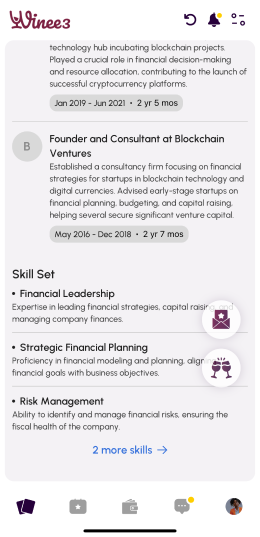 Winee3
technology hub incubating blockchain projects.
Played a crucial role in financial decision-making
and resource allocation, contributing to the launch of
successful cryptocurrency platforms.
Jan 2019 - Jun 2021 • 2 yr 5 mos
B
Founder and Consultant at Blockchain
Ventures
Established a consultancy firm focusing on financial
strategies for startups in blockchain technology and
digital currencies. Advised early-stage startups on
financial planning, budgeting, and capital raising,
helping several secure significant venture capital.
May 2016 - Dec 2018 • 2 yr 7 mos
Skill Set
• Financial Leadership
Expertise in leading financial strategies, capital raising, and
managing company finances.
• Strategic Financial Planning
Proficiency in financial modeling and planning,
financial goals with business objectives.
• Risk Management
Ability to identify and manage financial risks, ensuring the
fiscal health of the company.
2 more skills →